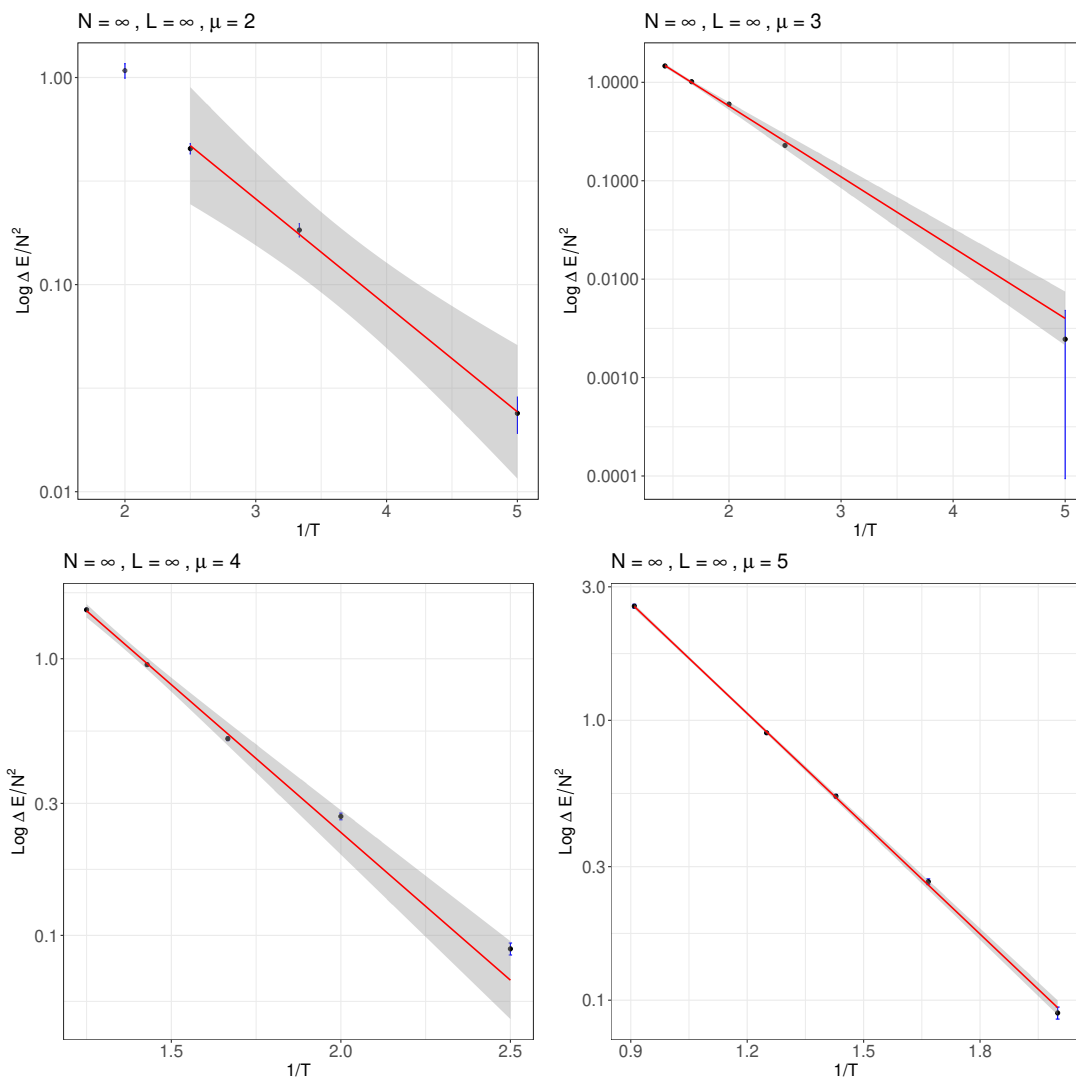 N = ∞ , L = ∞ , μ = 2
1.00
0.10
0.01
Log Δ E/N²
2 3 4 5
1/T
N = ∞ , L = ∞ , μ = 3
1.0000
0.1000
0.0100
0.0010
0.0001
Log Δ E/N²
2 3 4 5
1/T
N = ∞ , L = ∞ , μ = 4
1.0
0.3
0.1
Log Δ E/N²
1.5 2.0 2.5
1/T
N = ∞ , L = ∞ , μ = 5
3.0
1.0
0.3
0.1
Log Δ E/N²
0.9 1.2 1.5 1.8
1/T